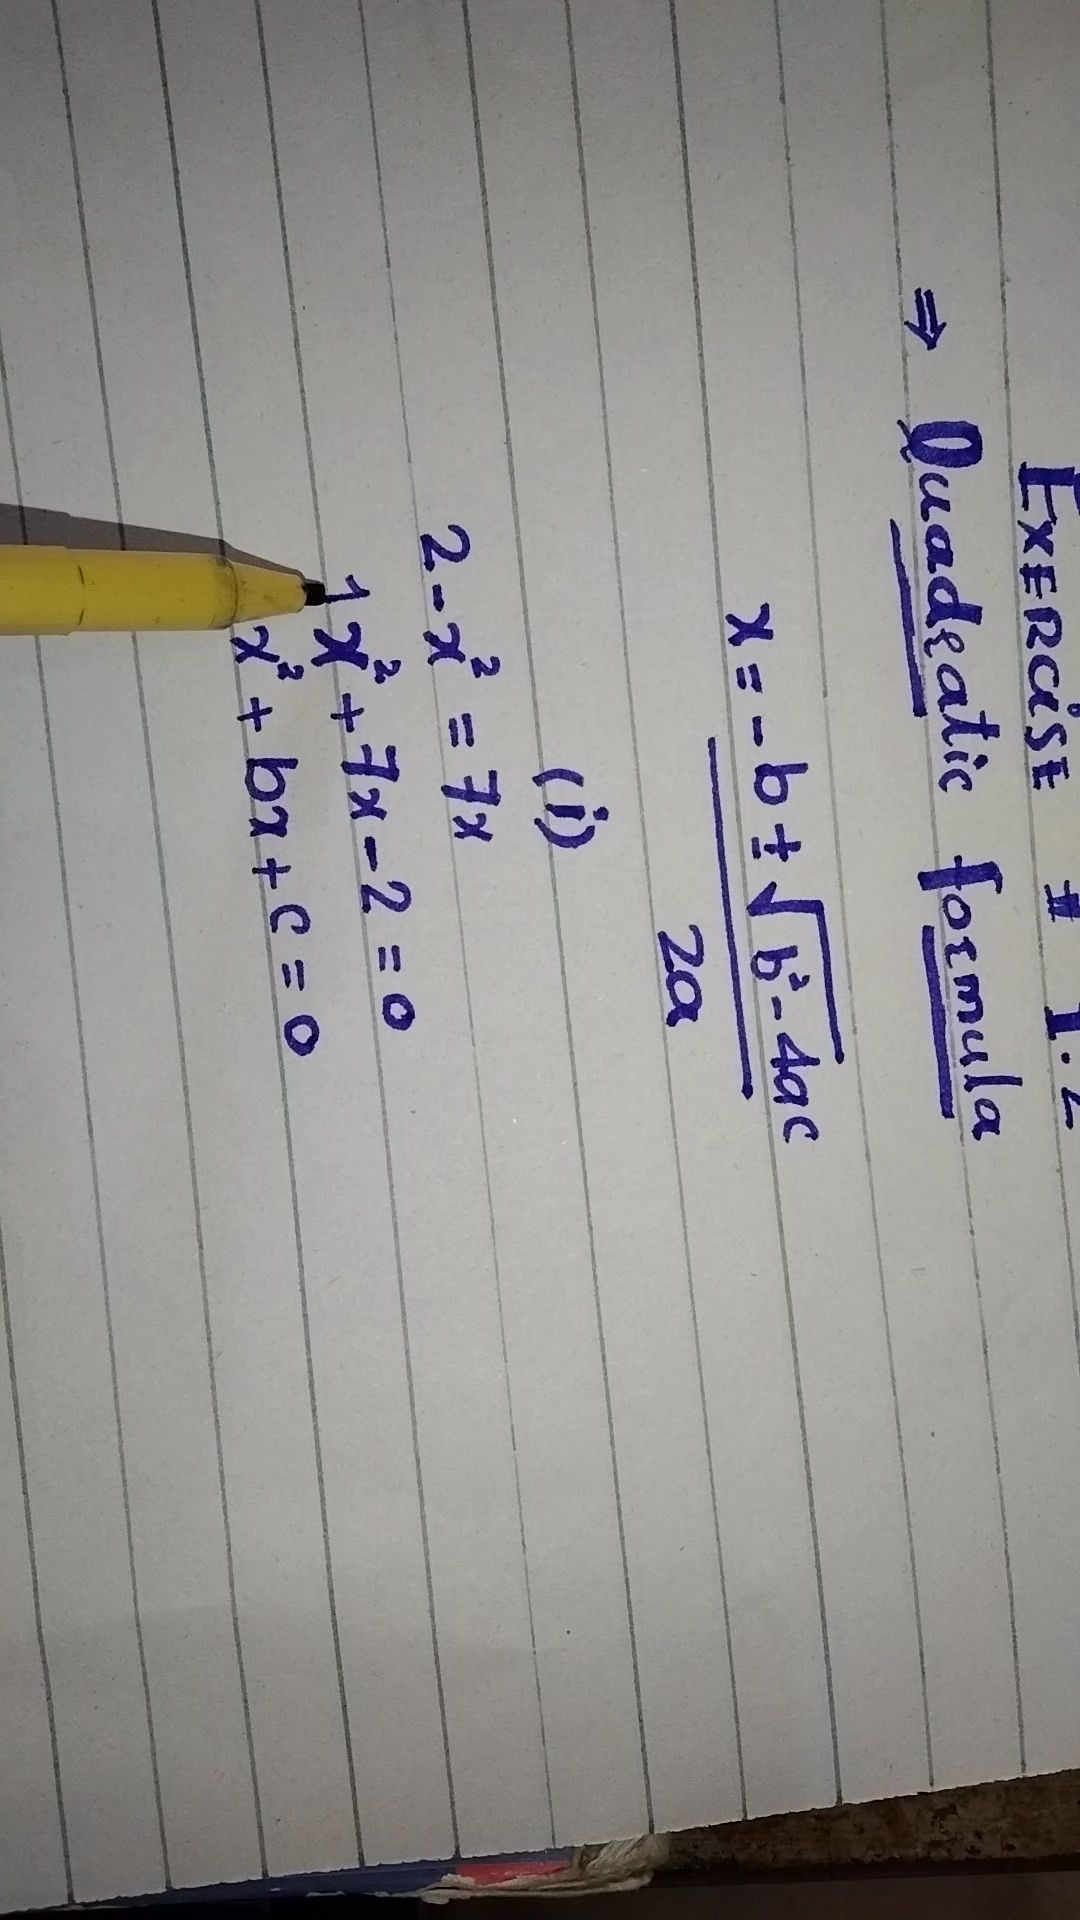 EXERCiSE # 1.2
⇒ Quadratic formula
x = -b ± √b²-4ac
2a
(i)
2-x² = 7x
1x²+7x-2=0
x²+bx+c=0